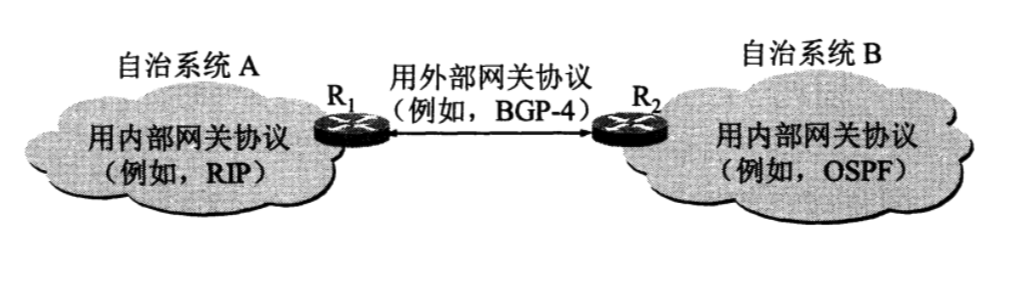 自治系统 A
自治系统 B
用外部网关协议
(例如，BGP-4)
R1
R2
用内部网关协议
(例如，RIP)
用内部网关协议
(例如，OSPF)